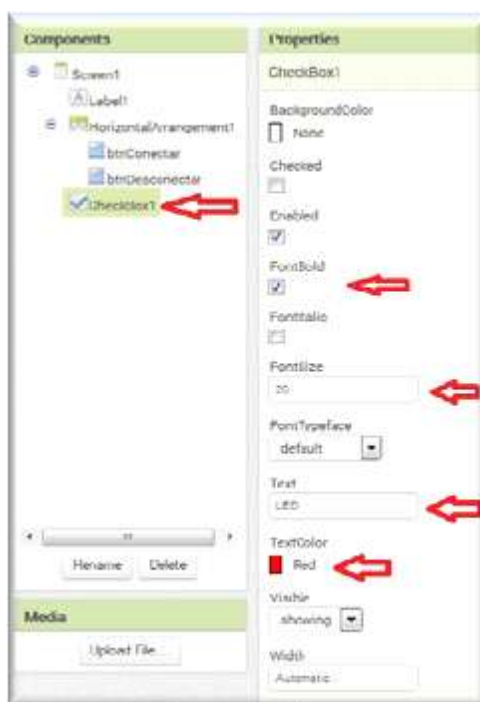 Components
Screen1
Label1
HorizontalArrangement1
btnConectar
btnDesconectar
CheckBox1
Rename Delete
Media
Upload File ...
Properties
CheckBox1
BackgroundColor
None
Checked
Enabled
FontBold
FontItalic
FontSize
20
FontTypeface
default
Text
LED
TextColor
Red
Visible
showing
Width
Automatic